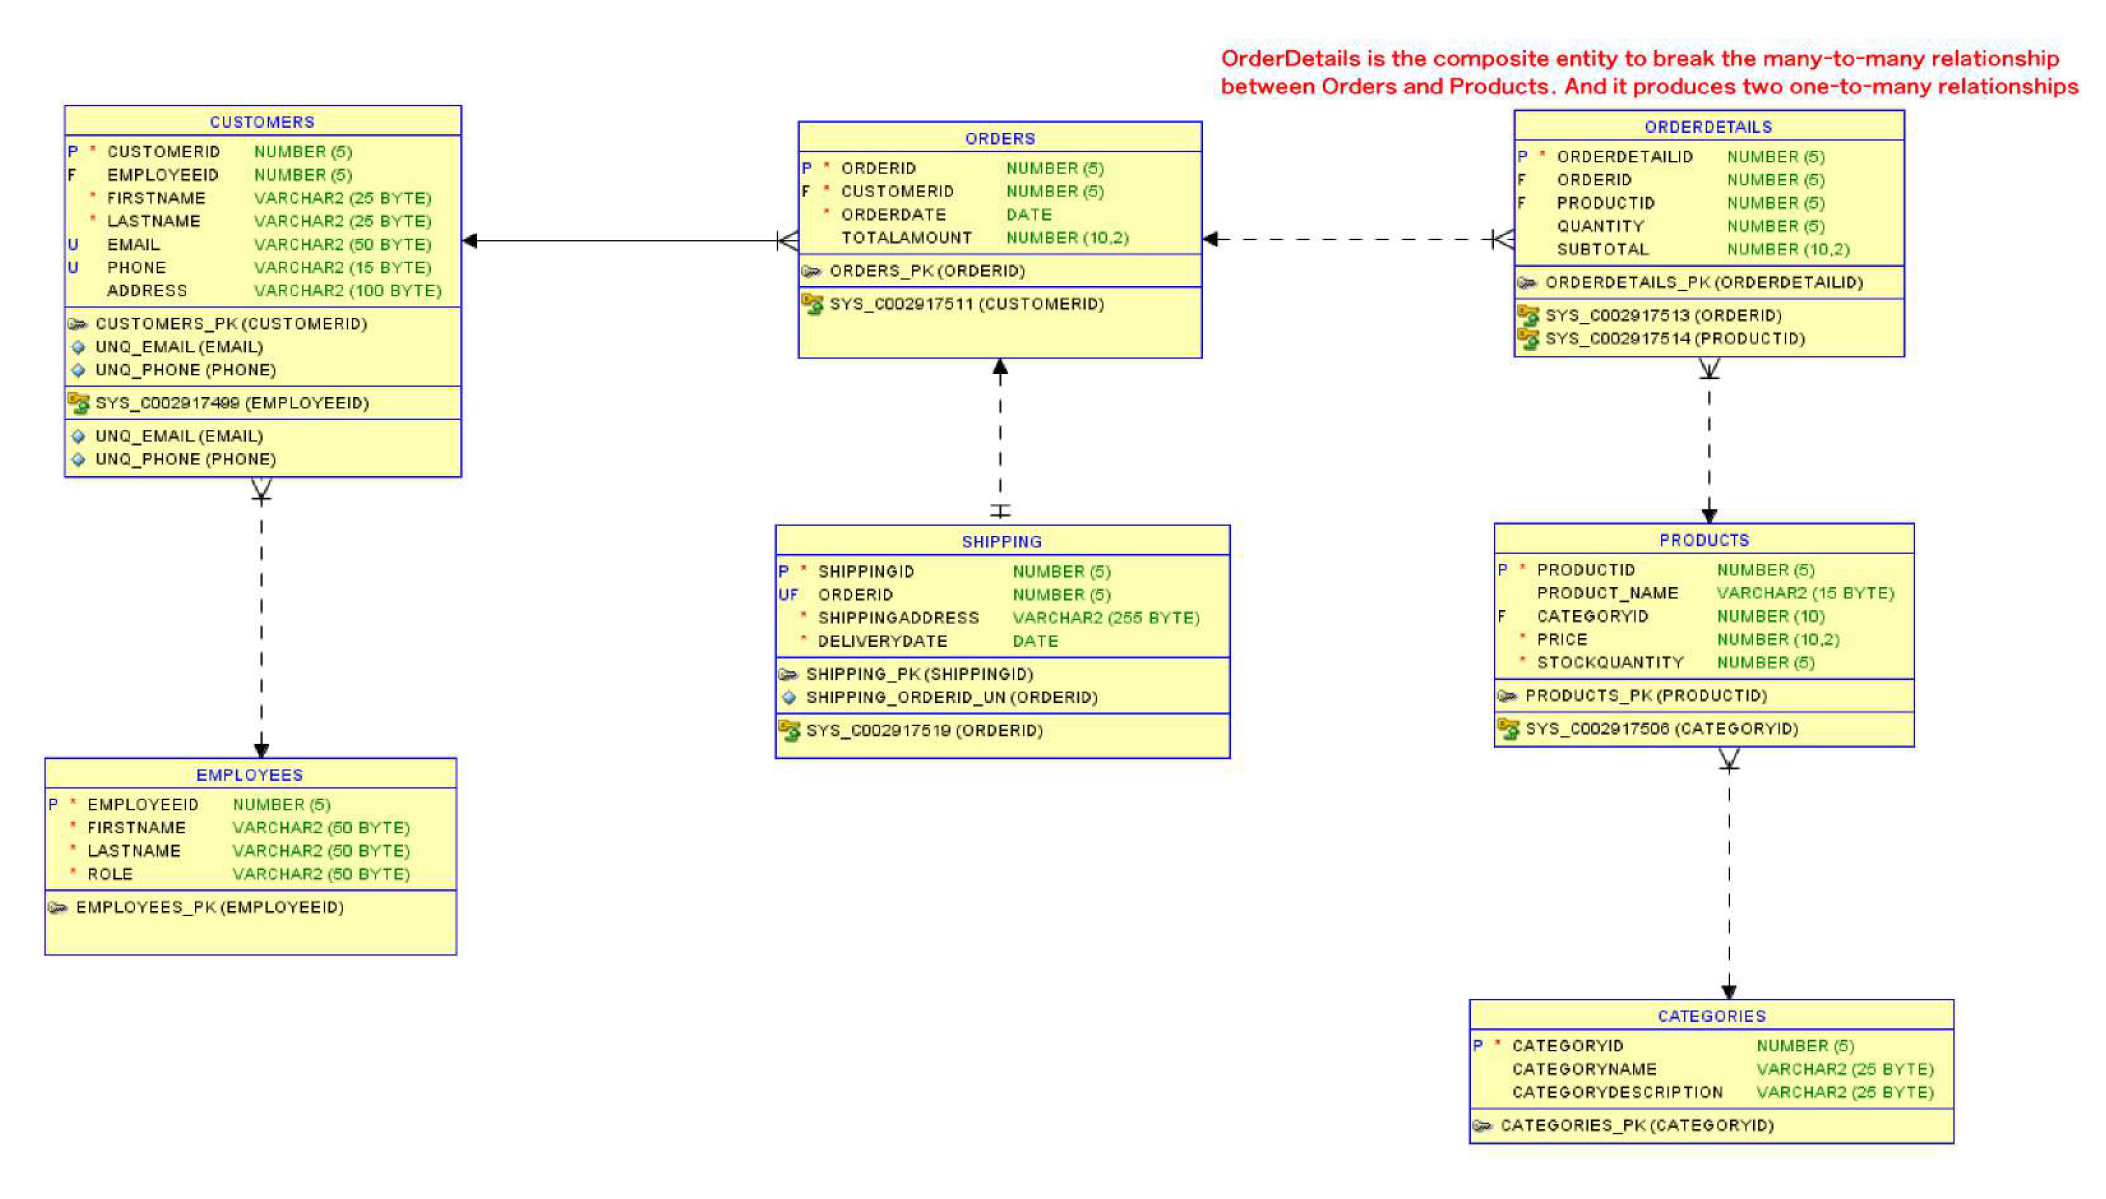 OrderDetails is the composite entity to break the many-to-many relationship
between Orders and Products. And it produces two one-to-many relationships
CUSTOMERS
P * CUSTOMERID NUMBER (5)
F EMPLOYEEID NUMBER (5)
* FIRSTNAME VARCHAR2 (25 BYTE)
* LASTNAME VARCHAR2 (25 BYTE)
U EMAIL VARCHAR2 (50 BYTE)
U PHONE VARCHAR2 (15 BYTE)
ADDRESS VARCHAR2 (100 BYTE)
CUSTOMERS_PK (CUSTOMERID)
UNQ_EMAIL (EMAIL)
UNQ_PHONE (PHONE)
SYS_C002917499 (EMPLOYEEID)
UNQ_EMAIL (EMAIL)
UNQ_PHONE (PHONE)
ORDERS
P * ORDERID NUMBER (5)
F * CUSTOMERID NUMBER (5)
* ORDERDATE DATE
TOTALAMOUNT NUMBER (10,2)
ORDERS_PK (ORDERID)
SYS_C002917511 (CUSTOMERID)
ORDERDETAILS
P * ORDERDETAILID NUMBER (5)
F ORDERID NUMBER (5)
F PRODUCTID NUMBER (5)
QUANTITY NUMBER (5)
SUBTOTAL NUMBER (10,2)
ORDERDETAILS_PK (ORDERDETAILID)
SYS_C002917513 (ORDERID)
SYS_C002917514 (PRODUCTID)
SHIPPING
P * SHIPPINGID NUMBER (5)
UF ORDERID NUMBER (5)
* SHIPPINGADDRESS VARCHAR2 (255 BYTE)
* DELIVERYDATE DATE
SHIPPING_PK (SHIPPINGID)
SHIPPING_ORDERID_UN (ORDERID)
SYS_C002917519 (ORDERID)
PRODUCTS
P * PRODUCTID NUMBER (5)
PRODUCT_NAME VARCHAR2 (15 BYTE)
F CATEGORYID NUMBER (10)
* PRICE NUMBER (10,2)
* STOCKQUANTITY NUMBER (5)
PRODUCTS_PK (PRODUCTID)
SYS_C002917506 (CATEGORYID)
EMPLOYEES
P * EMPLOYEEID NUMBER (5)
* FIRSTNAME VARCHAR2 (50 BYTE)
* LASTNAME VARCHAR2 (50 BYTE)
* ROLE VARCHAR2 (50 BYTE)
EMPLOYEES_PK (EMPLOYEEID)
CATEGORIES
P * CATEGORYID NUMBER (5)
CATEGORYNAME VARCHAR2 (25 BYTE)
CATEGORYDESCRIPTION VARCHAR2 (25 BYTE)
CATEGORIES_PK (CATEGORYID)